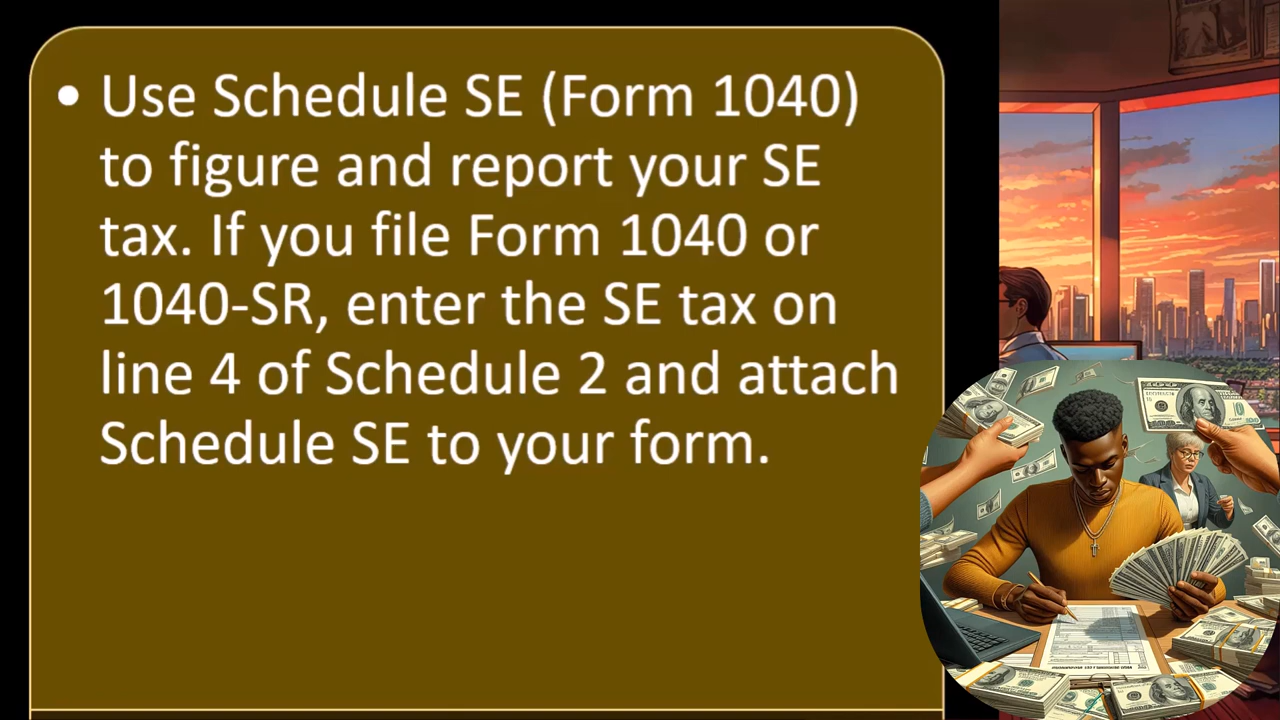 • Use Schedule SE (Form 1040)
to figure and report your SE
tax. If you file Form 1040 or
1040-SR, enter the SE tax on
line 4 of Schedule 2 and attach
Schedule SE to your form.